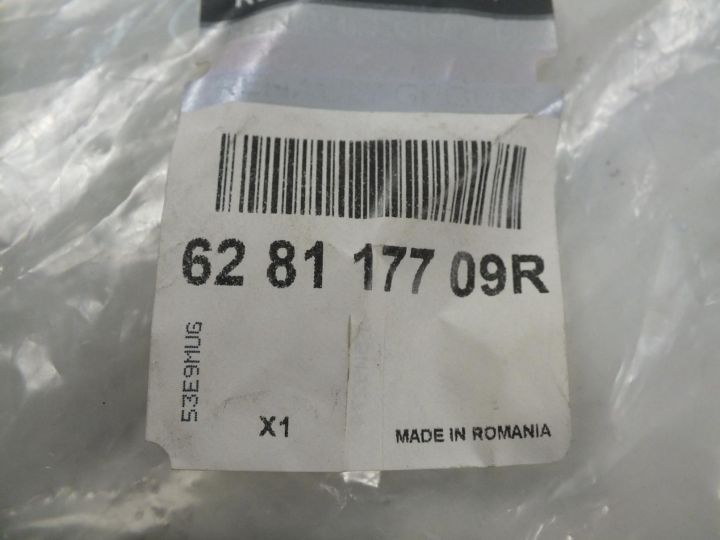 62 81 177 09R
53E9MUG
X1
MADE IN ROMANIA